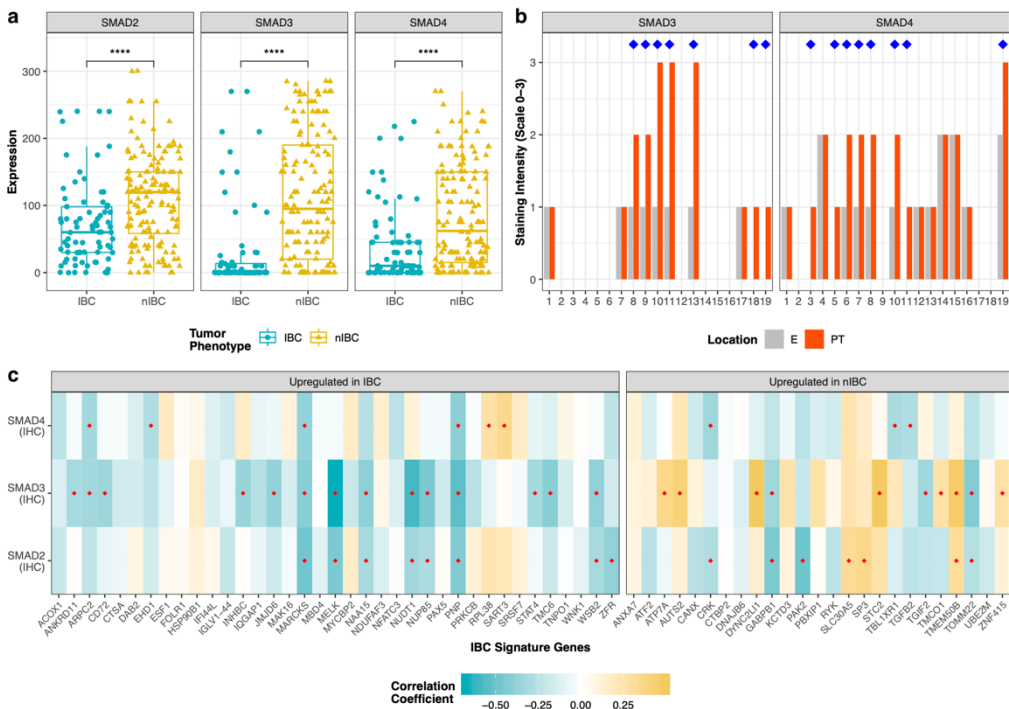 a
SMAD2 SMAD3 SMAD4
**** **** ****
Expression
300
200
100
0
IBC nIBC IBC nIBC IBC nIBC
Tumor Phenotype IBC nIBC
b
SMAD3 SMAD4
Staining Intensity (Scale 0–3)
3
2
1
0
1 2 3 4 5 6 7 8 9 10 11 12 13 14 15 16 17 18 19 1 2 3 4 5 6 7 8 9 10 11 12 13 14 15 16 17 18 19
Location E PT
c
Upregulated in IBC Upregulated in nIBC
SMAD4
(IHC)
SMAD3
(IHC)
SMAD2
(IHC)
ACOX1 ANKRD11 ARPC2 CD72 CTSA DAB2 EHD1 ESF1 FOLR1 HSP90B1 IFI44L IGLV1-44 INHBC IQGAP1 JMJD6 MAK16 MARCKS MBD4 MELK MYCBP2 NAA15 NDUFAF3 NFATC3 NUDT1 NUP85 PAX5 PNP PRKCB RPL38 SART3 SRSF7 STAT4 TMC6 TNPO1 WNK1 WSB2 ZFR ANXA7 ATF2 ATP7A AUTS2 CANX CRK CTBP2 DNAJB6 DYNC2LI1 GABPB1 KCTD3 PAK2 PBXIP1 RYK SLC30A5 SP3 STC2 TBL1XR1 TGFB2 TGIF2 TMCO1 TMEM50B TOMM22 UBE2M ZNF415
IBC Signature Genes
Correlation
Coefficient
−0.50 −0.25 0.00 0.25